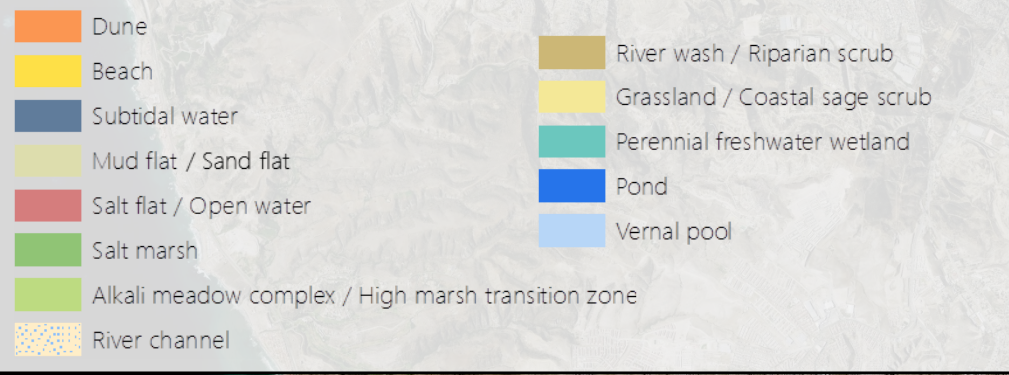 Dune
Beach
Subtidal water
Mud flat / Sand flat
Salt flat / Open water
Salt marsh
Alkali meadow complex / High marsh transition zone
River channel
River wash / Riparian scrub
Grassland / Coastal sage scrub
Perennial freshwater wetland
Pond
Vernal pool